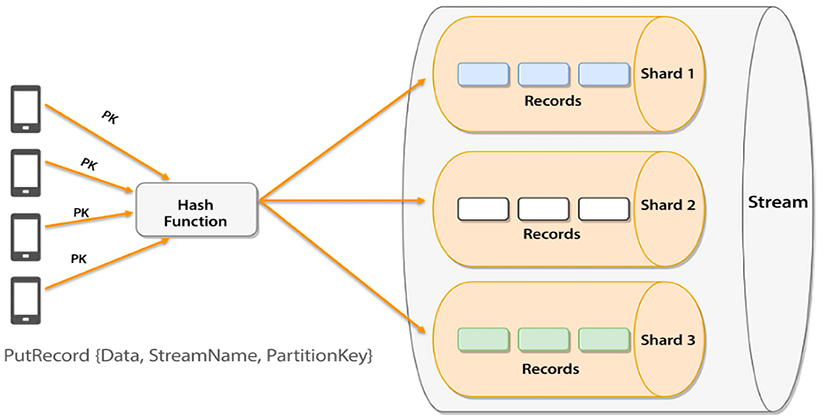 PK
PK
PK
PK
Hash
Function
Records
Shard 1
Records
Shard 2
Records
Shard 3
Stream
PutRecord {Data, StreamName, PartitionKey}